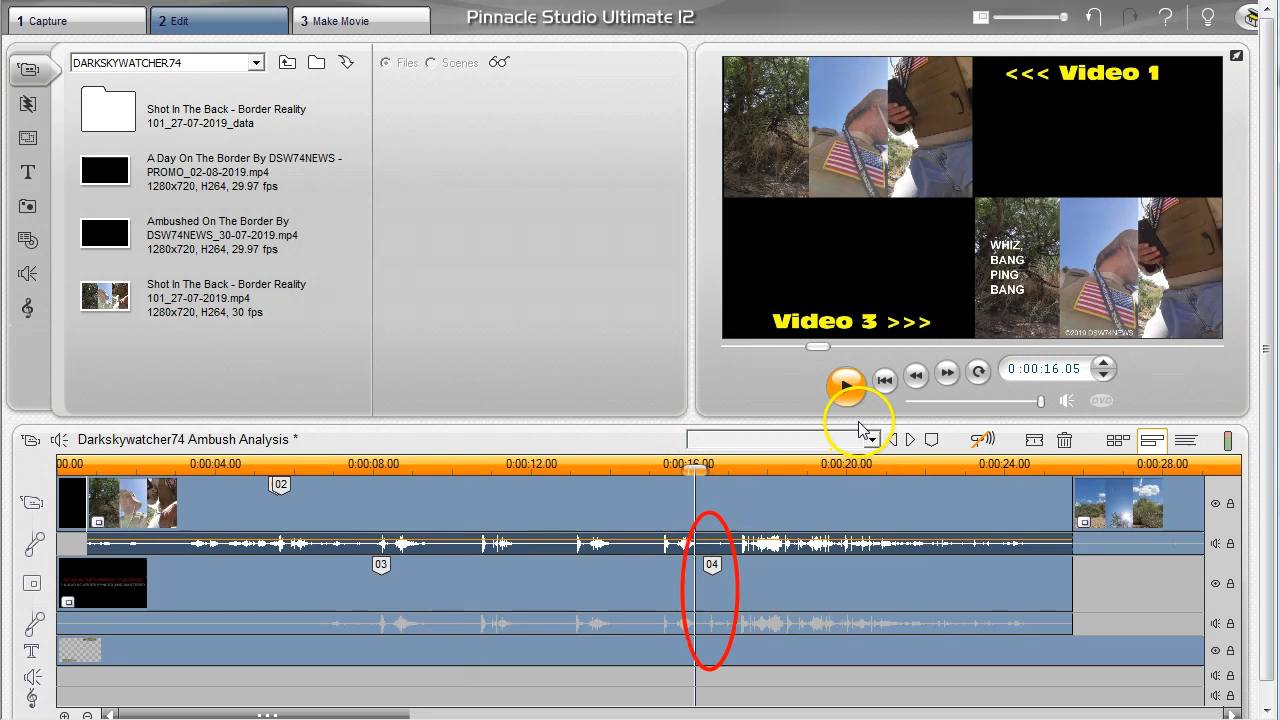 1 Capture
2 Edit
3 Make Movie
Pinnacle Studio Ultimate 12
DARKSKYWATCHER74
Files
Scenes
Shot In The Back - Border Reality
101_27-07-2019_data
A Day On The Border By DSW74NEWS -
PROMO_02-08-2019.mp4
1280x720, H264, 29.97 fps
Ambushed On The Border By
DSW74NEWS_30-07-2019.mp4
1280x720, H264, 29.97 fps
Shot In The Back - Border Reality
101_27-07-2019.mp4
1280x720, H264, 30 fps
<<< Video 1
WHIZ,
BANG
PING
BANG
Video 3 >>>
©2019 DSW74NEWS
0:00:16.05
DVD
Darkskywatcher74 Ambush Analysis *
00.00
0:00:04.00
0:00:08.00
0:00:12.00
0:00:16.00
0:00:20.00
0:00:24.00
0:00:28.00
02
03
04
T
T